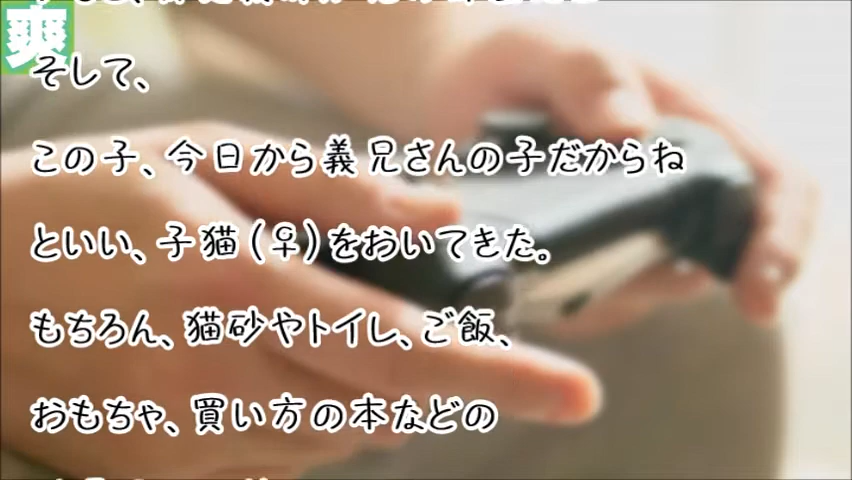 爽
そして、
この子、今日から義兄さんの子だからね
といい、子猫(♀)をおいてきた。
もちろん、猫砂やトイレ、ご飯、
おもちゃ、買い方の本などの